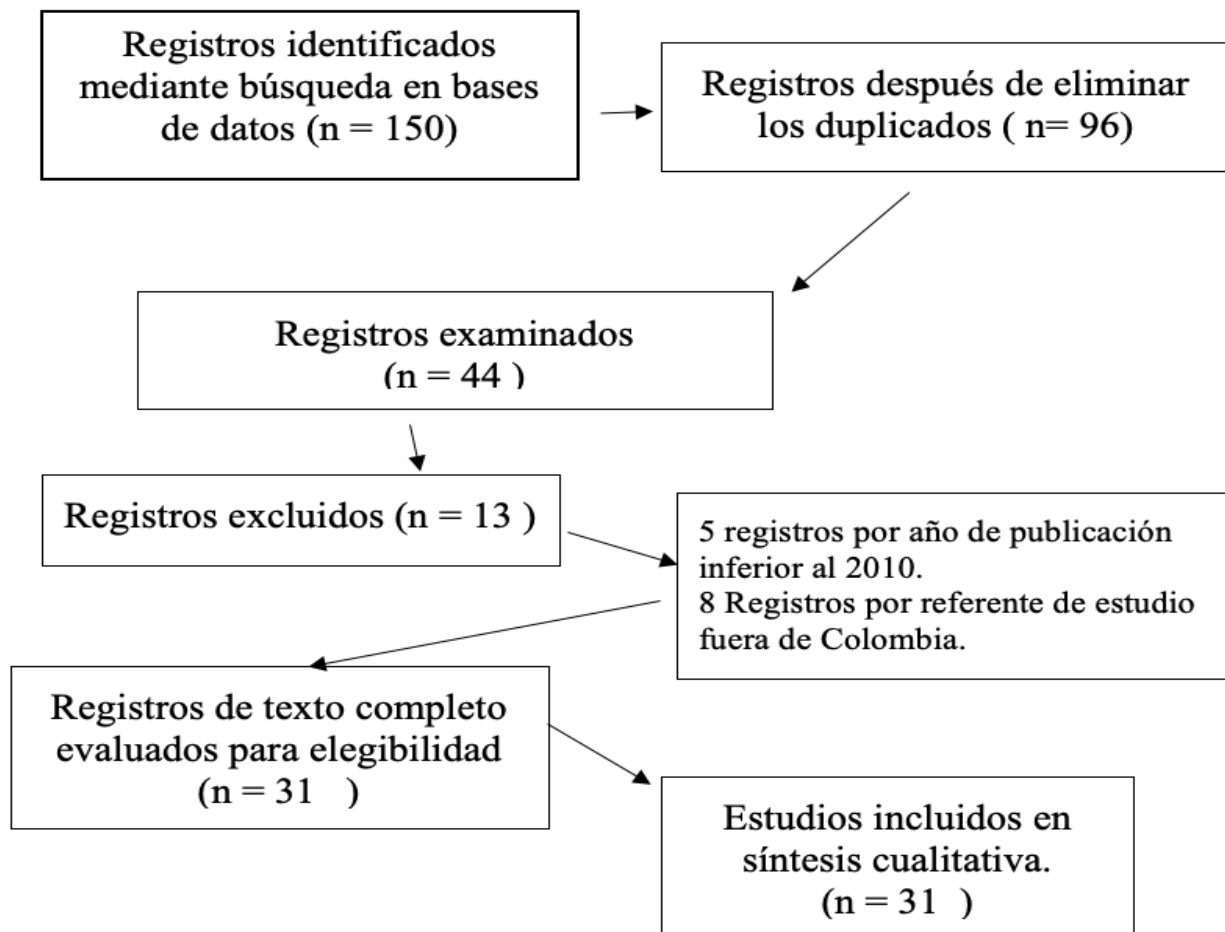 Registros identificados
mediante búsqueda en bases
de datos (n = 150)
Registros después de eliminar
los duplicados ( n= 96)
Registros examinados
(n = 44 )
Registros excluidos (n = 13 )
5 registros por año de publicación
inferior al 2010.
8 Registros por referente de estudio
fuera de Colombia.
Registros de texto completo
evaluados para elegibilidad
(n = 31 )
Estudios incluidos en
síntesis cualitativa.
(n = 31 )